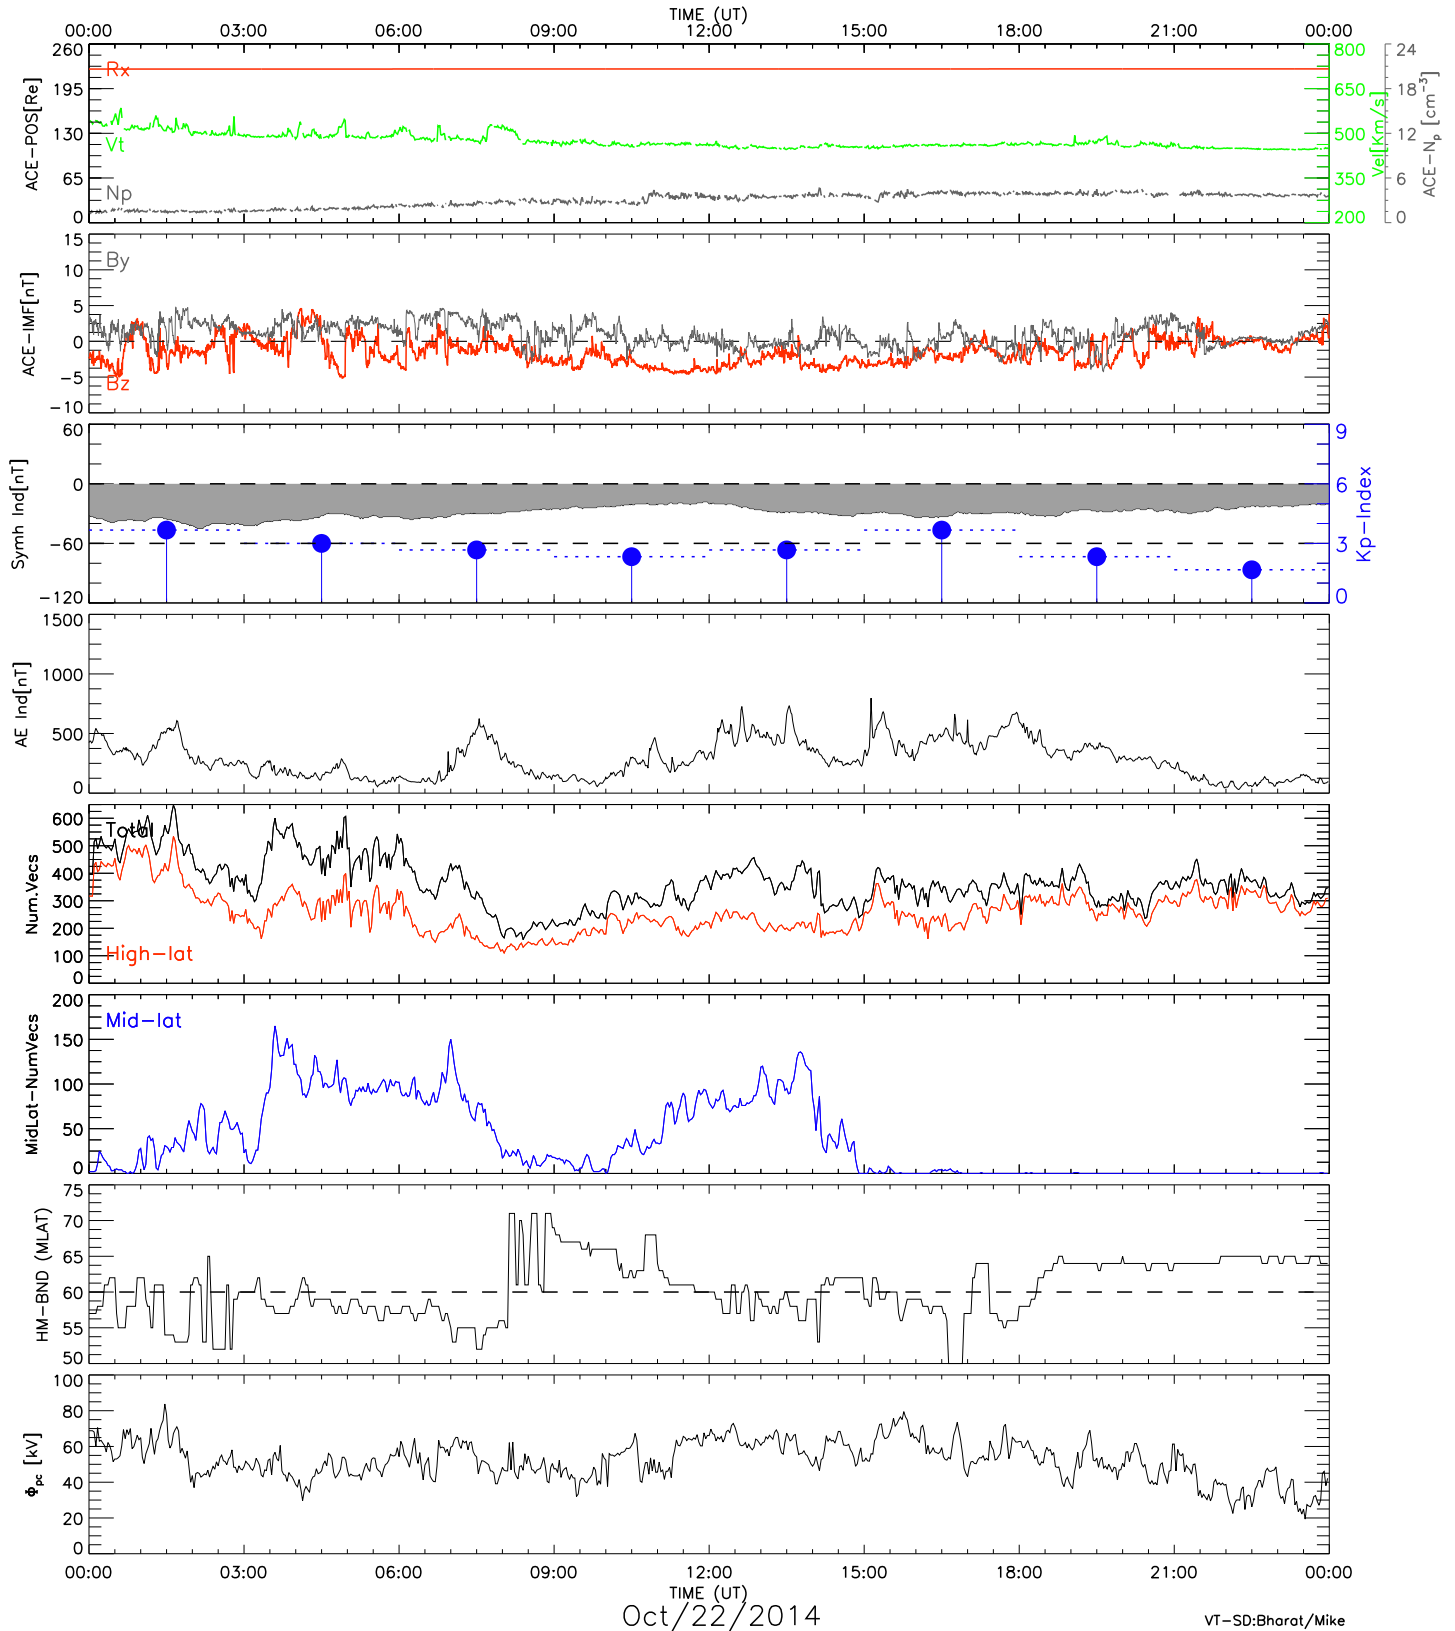 TIME (UT)
00:00 03:00 06:00 09:00 12:00 15:00 18:00 21:00 00:00
ACE-POS[Re]
260
195
130
65
0
Rx
Vt
Np
800
650
500
350
200
Vel[Km/s]
24
18
12
6
0
ACE-Np [cm⁻³]
ACE-IMF[nT]
15
10
5
0
-5
-10
By
Bz
Symh Ind[nT]
60
0
-60
-120
9
6
3
0
Kp-Index
AE Ind[nT]
1500
1000
500
0
Num.Vecs
600
500
400
300
200
100
0
Total
High-lat
MidLat-NumVecs
200
150
100
50
0
Mid-lat
HM-BND (MLAT)
75
70
65
60
55
50
Φpc [kV]
100
80
60
40
20
0
00:00 03:00 06:00 09:00 12:00 15:00 18:00 21:00 00:00
TIME (UT)
Oct/22/2014
VT-SD:Bharat/Mike